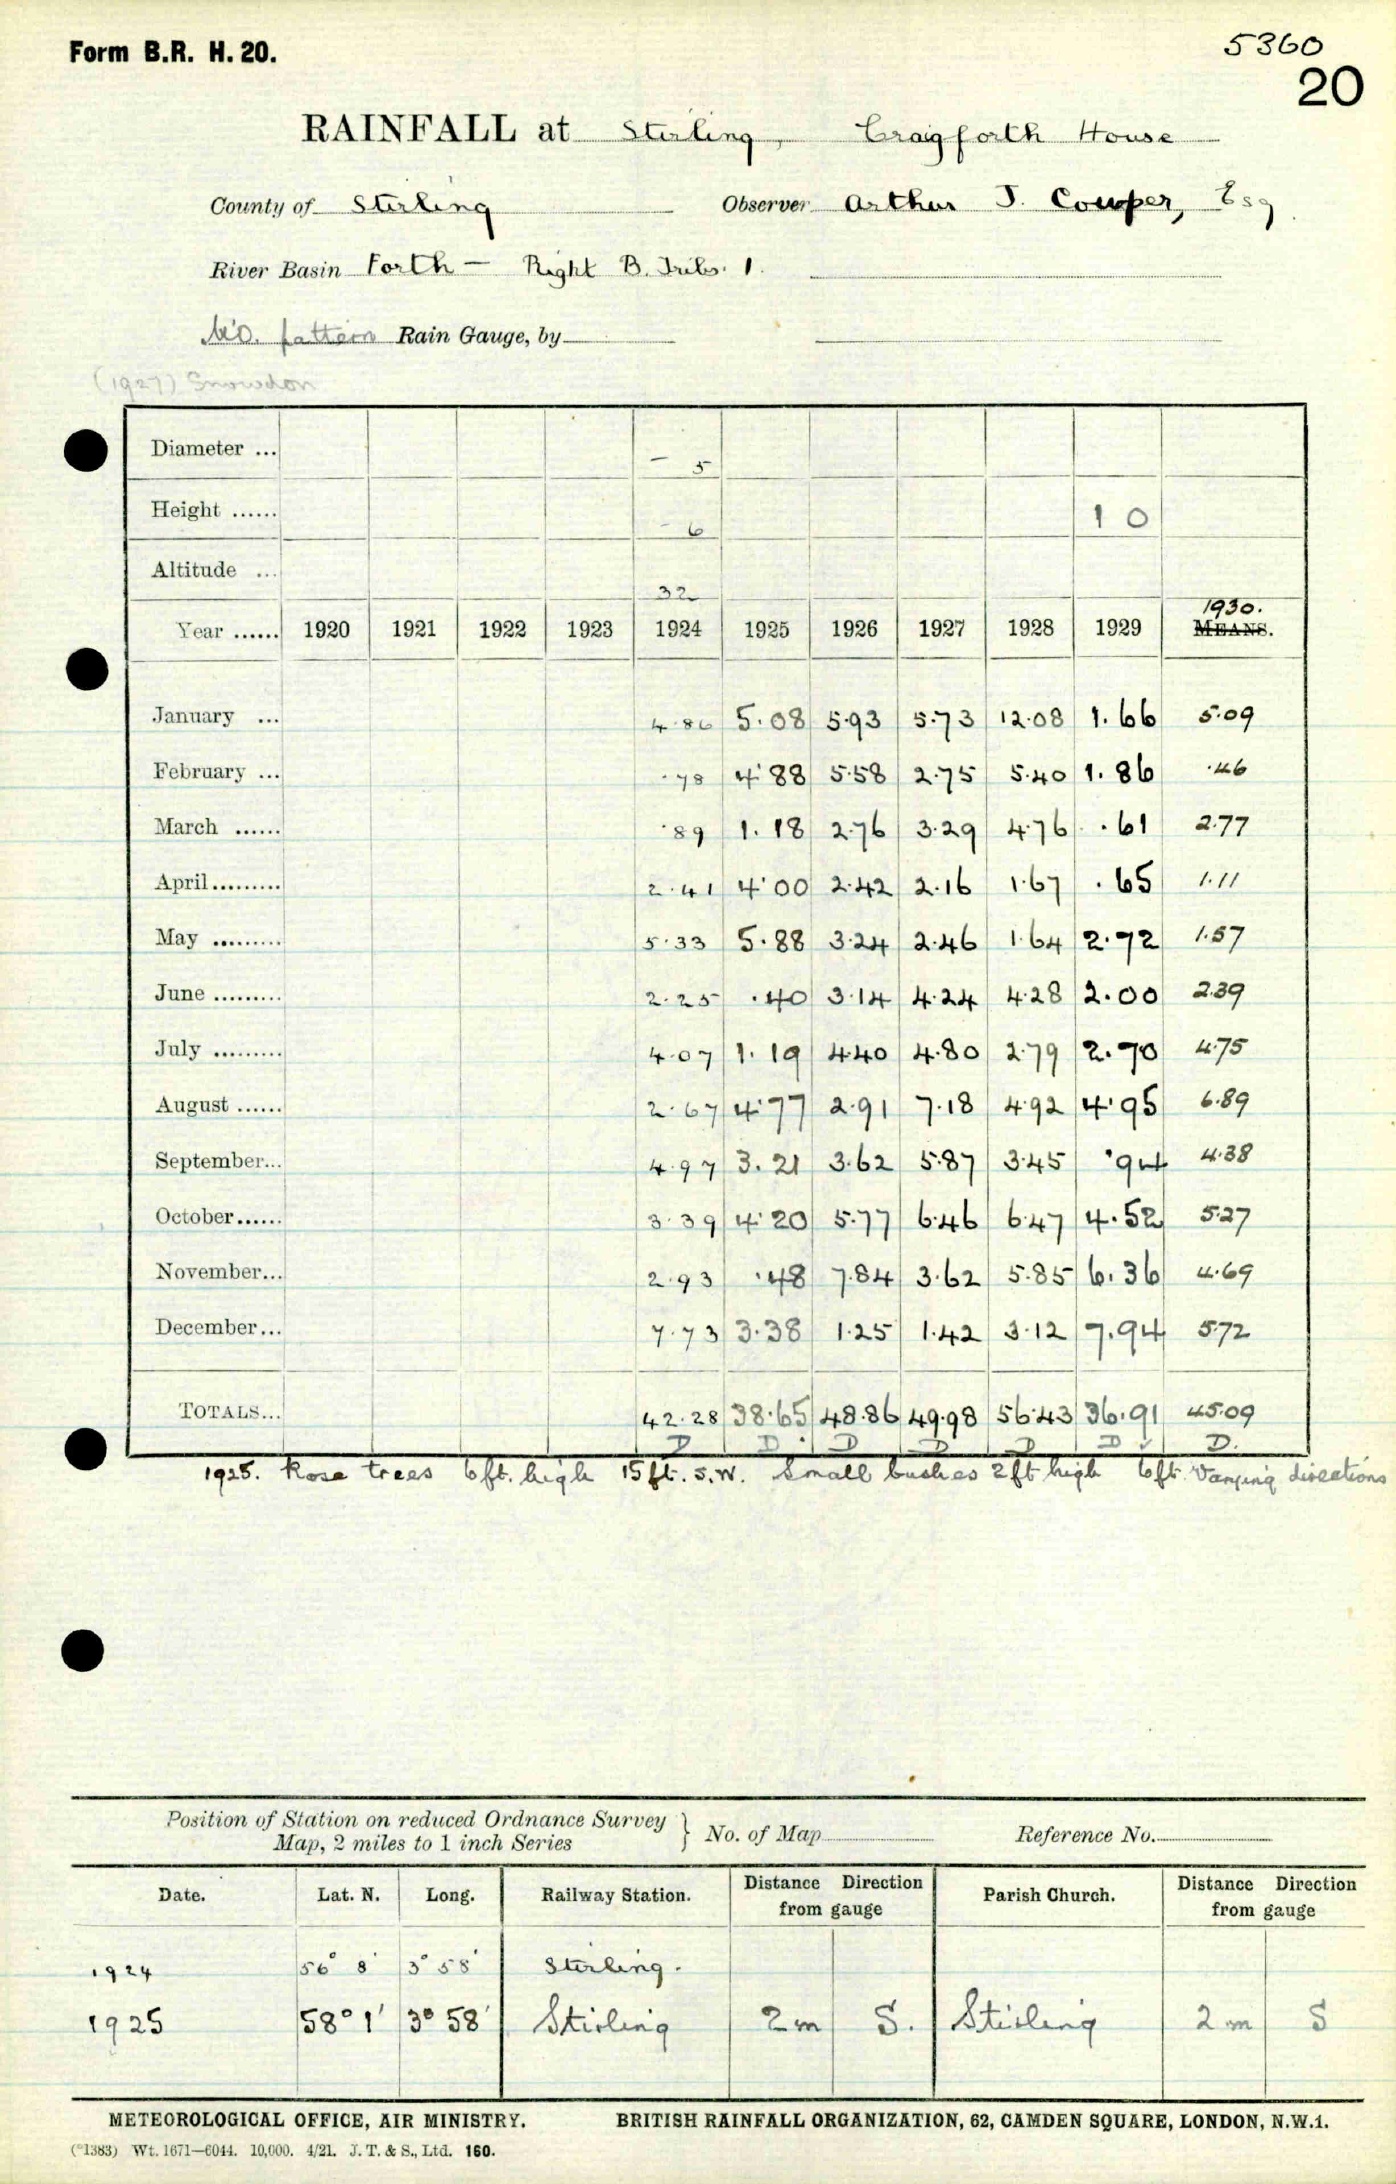 Form B.R. H. 20.
5360
20
RAINFALL at Stirling, Craigforth House
County of Stirling Observer Arthur J. Cowper, Esq.
River Basin Forth — Right B. Tribs. 1.
M.O. pattern Rain Gauge, by
(1927) Snowdon
Diameter ... – 5
Height ...... – 6 1 0
Altitude ... 32
1930.
Year ...... 1920 1921 1922 1923 1924 1925 1926 1927 1928 1929 MEANS.
January ... 4.86 5.08 5.93 5.73 12.08 1.66 5.09
February ... .78 4.88 5.58 2.75 5.40 1.86 .46
March ...... .89 1.18 2.76 3.29 4.76 .61 2.77
April......... 2.41 4.00 2.42 2.16 1.67 .65 1.11
May ......... 5.33 5.88 3.24 2.46 1.64 2.72 1.57
June ......... 2.25 .40 3.14 4.24 4.28 2.00 2.39
July ......... 4.07 1.19 4.40 4.80 2.79 2.70 4.75
August ...... 2.67 4.77 2.91 7.18 4.92 4.95 6.89
September... 4.97 3.21 3.62 5.87 3.45 .94 4.38
October...... 3.39 4.20 5.77 6.46 6.47 4.52 5.27
November... 2.93 .48 7.84 3.62 5.85 6.36 4.69
December... 7.73 3.38 1.25 1.42 3.12 7.94 5.72
TOTALS... 42.28 38.65 48.86 49.98 56.43 36.91 45.09
D D D D D D D.
1925. Rose trees 6ft. high 15ft. S.W. Small bushes 2ft high 6ft. Varying directions
Position of Station on reduced Ordnance Survey
Map, 2 miles to 1 inch Series } No. of Map Reference No.
Date. Lat. N. Long. Railway Station. Distance Direction from gauge Parish Church. Distance Direction from gauge
1924 56° 8' 3° 58' Stirling.
1925 58° 1' 3° 58' Stirling 2m S. Stirling 2m S
METEOROLOGICAL OFFICE, AIR MINISTRY. BRITISH RAINFALL ORGANIZATION, 62, CAMDEN SQUARE, LONDON, N.W.1.
(*1383) Wt. 1671—6044. 10,000. 4/21. J. T. & S., Ltd. 160.